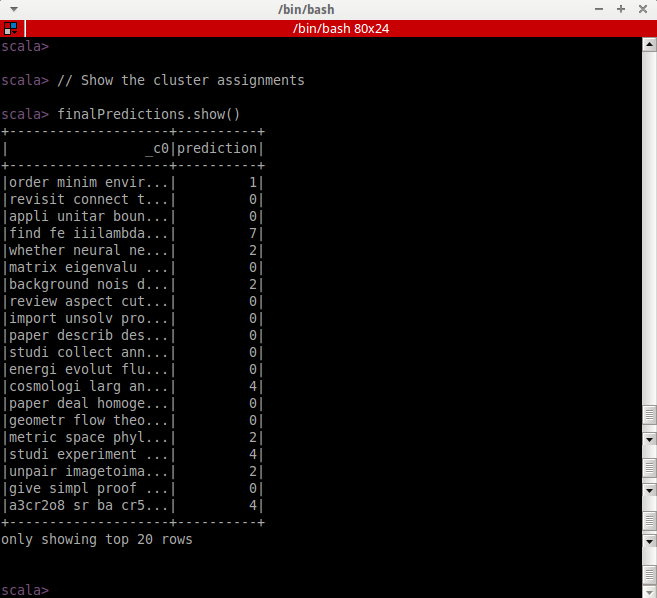 /bin/bash
/bin/bash 80x24
scala>
scala> // Show the cluster assignments
scala> finalPredictions.show()
+--------------------+----------+
|                 _c0|prediction|
+--------------------+----------+
|order minim envir...|         1|
|revisit connect t...|         0|
|appli unitar boun...|         0|
|find fe iiilambda...|         7|
|whether neural ne...|         2|
|matrix eigenvalu ...|         0|
|background nois d...|         2|
|review aspect cut...|         0|
|import unsolv pro...|         0|
|paper describ des...|         0|
|studi collect ann...|         0|
|energi evolut flu...|         0|
|cosmologi larg an...|         4|
|paper deal homoge...|         0|
|geometr flow theo...|         0|
|metric space phyl...|         2|
|studi experiment ...|         4|
|unpair imagetoima...|         2|
|give simpl proof ...|         0|
|a3cr2o8 sr ba cr5...|         4|
+--------------------+----------+
only showing top 20 rows
scala>